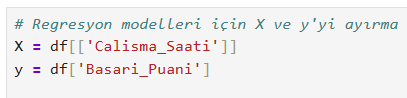 # Regresyon modelleri için X ve y'yi ayırma
X = df[['Calisma_Saati']]
y = df['Basari_Puani']